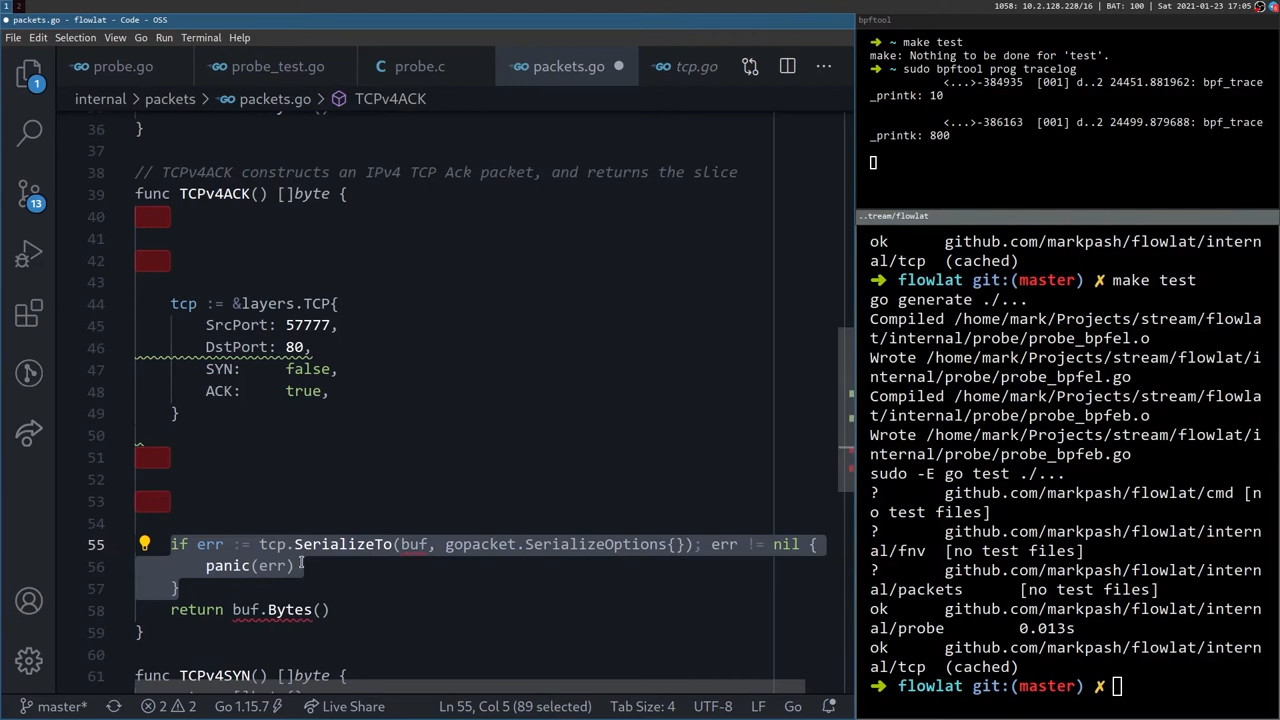 1 2
1058: 10.2.128.228/16 | BAT: 100 | Sat 2021-01-23 17:05
packets.go - flowlat - Code - OSS
File Edit Selection View Go Run Terminal Help
probe.go
probe_test.go
C probe.c
packets.go
tcp.go
internal > packets > packets.go > TCPv4ACK
36 }
37
38 // TCPv4ACK constructs an IPv4 TCP Ack packet, and returns the slice
39 func TCPv4ACK() []byte {
40
41
42
43
44 tcp := &layers.TCP{
45 SrcPort: 57777,
46 DstPort: 80,
47 SYN: false,
48 ACK: true,
49 }
50
51
52
53
54
55 if err := tcp.SerializeTo(buf, gopacket.SerializeOptions{}); err != nil {
56 panic(err)
57 }
58 return buf.Bytes()
59 }
60
61 func TCPv4SYN() []byte {
1
13
master* 2 2 Go 1.15.7 Live Share Ln 55, Col 5 (89 selected) Tab Size: 4 UTF-8 LF Go
bpftool
➜ ~ make test
make: Nothing to be done for 'test'.
➜ ~ sudo bpftool prog tracelog
<...>-384935 [001] d..2 24451.881962: bpf_trace
_printk: 10
<...>-386163 [001] d..2 24499.879688: bpf_trace
_printk: 800
..tream/flowlat
ok github.com/markpash/flowlat/intern
al/tcp (cached)
➜ flowlat git:(master) ✗ make test
go generate ./...
Compiled /home/mark/Projects/stream/flowla
t/internal/probe/probe_bpfel.o
Wrote /home/mark/Projects/stream/flowlat/i
nternal/probe/probe_bpfel.go
Compiled /home/mark/Projects/stream/flowla
t/internal/probe/probe_bpfeb.o
Wrote /home/mark/Projects/stream/flowlat/i
nternal/probe/probe_bpfeb.go
sudo -E go test ./...
? github.com/markpash/flowlat/cmd [n
o test files]
? github.com/markpash/flowlat/intern
al/fnv [no test files]
? github.com/markpash/flowlat/intern
al/packets [no test files]
ok github.com/markpash/flowlat/intern
al/probe 0.013s
ok github.com/markpash/flowlat/intern
al/tcp (cached)
➜ flowlat git:(master) ✗